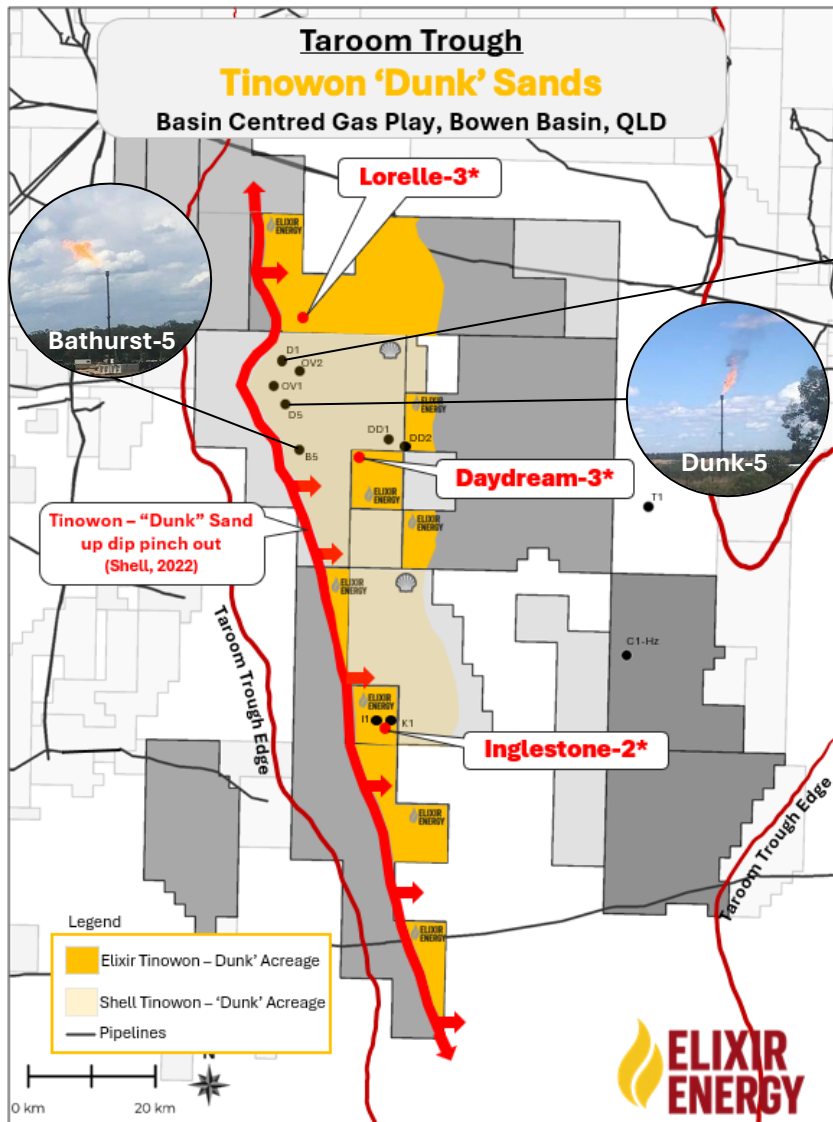 Taroom Trough
Tinowon ‘Dunk’ Sands
Basin Centred Gas Play, Bowen Basin, QLD
Lorelle-3*
ELIXIR
ENERGY
Bathurst-5
D1
OV2
OV1
D5
ELIXIR
ENERGY
DD1
DD2
B5
Dunk-5
Daydream-3*
ELIXIR
ENERGY
T1
Tinowon – “Dunk” Sand
up dip pinch out
(Shell, 2022)
ELIXIR
ENERGY
ELIXIR
ENERGY
Taroom Trough Edge
C1-Hz
ELIXIR
ENERGY
I1
K1
Inglestone-2*
ELIXIR
ENERGY
Taroom Trough Edge
Legend
ELIXIR
ENERGY
Elixir Tinowon – Dunk’ Acreage
Shell Tinowon – ‘Dunk’ Acreage
Pipelines
N
0 km
20 km
ELIXIR
ENERGY